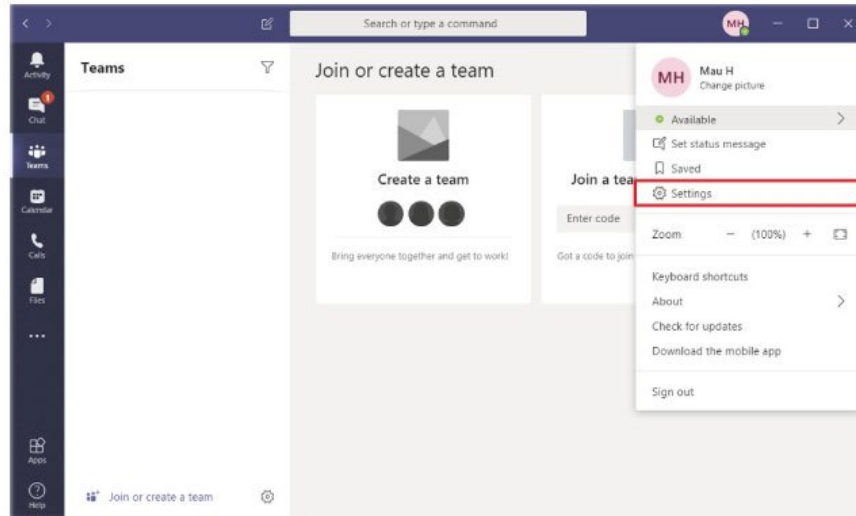 Search or type a command
MH
Activity
Chat
1
Teams
Calendar
Calls
Files
Apps
Help
Teams
Join or create a team
Join or create a team
Create a team
Bring everyone together and get to work!
Join a tea
Enter code
Got a code to join
MH
Mau H
Change picture
Available
Set status message
Saved
Settings
Zoom − (100%) +
Keyboard shortcuts
About
Check for updates
Download the mobile app
Sign out